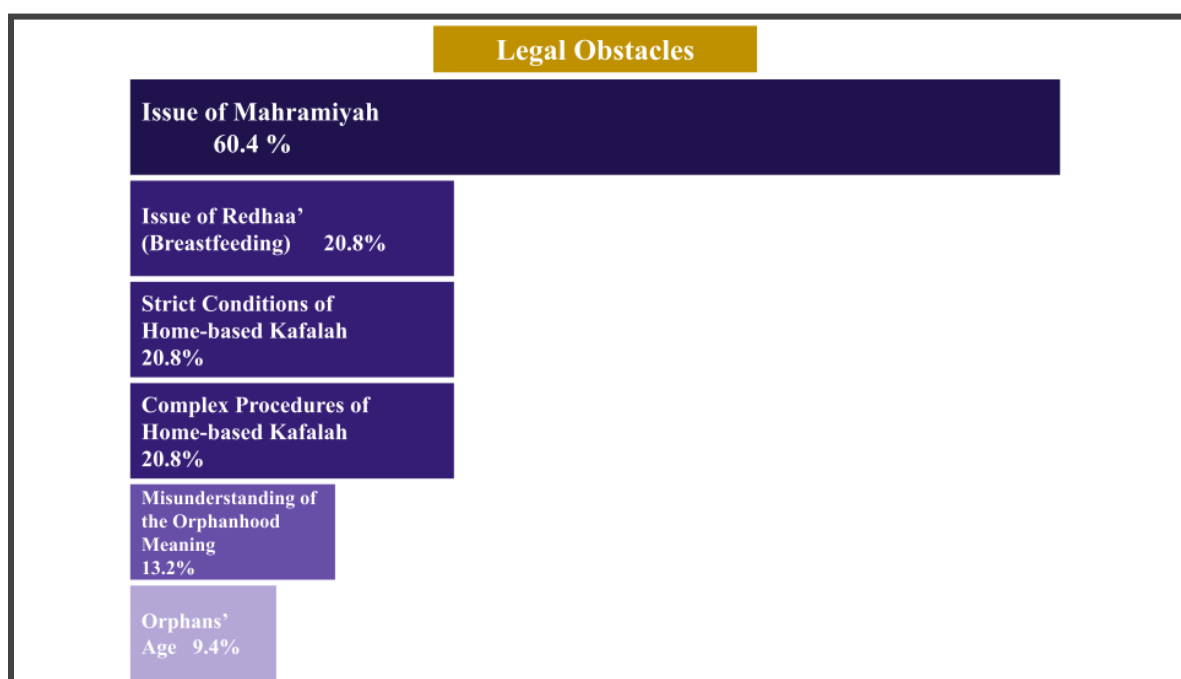 Legal Obstacles
Issue of Mahramiyah
60.4 %
Issue of Redhaa’
(Breastfeeding) 20.8%
Strict Conditions of
Home-based Kafalah
20.8%
Complex Procedures of
Home-based Kafalah
20.8%
Misunderstanding of
the Orphanhood
Meaning
13.2%
Orphans’
Age 9.4%